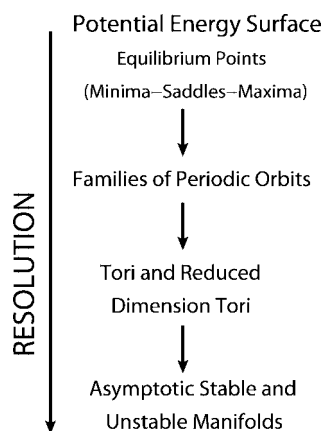 Potential Energy Surface
Equilibrium Points
(Minima–Saddles–Maxima)
Families of Periodic Orbits
Tori and Reduced
Dimension Tori
Asymptotic Stable and
Unstable Manifolds
RESOLUTION